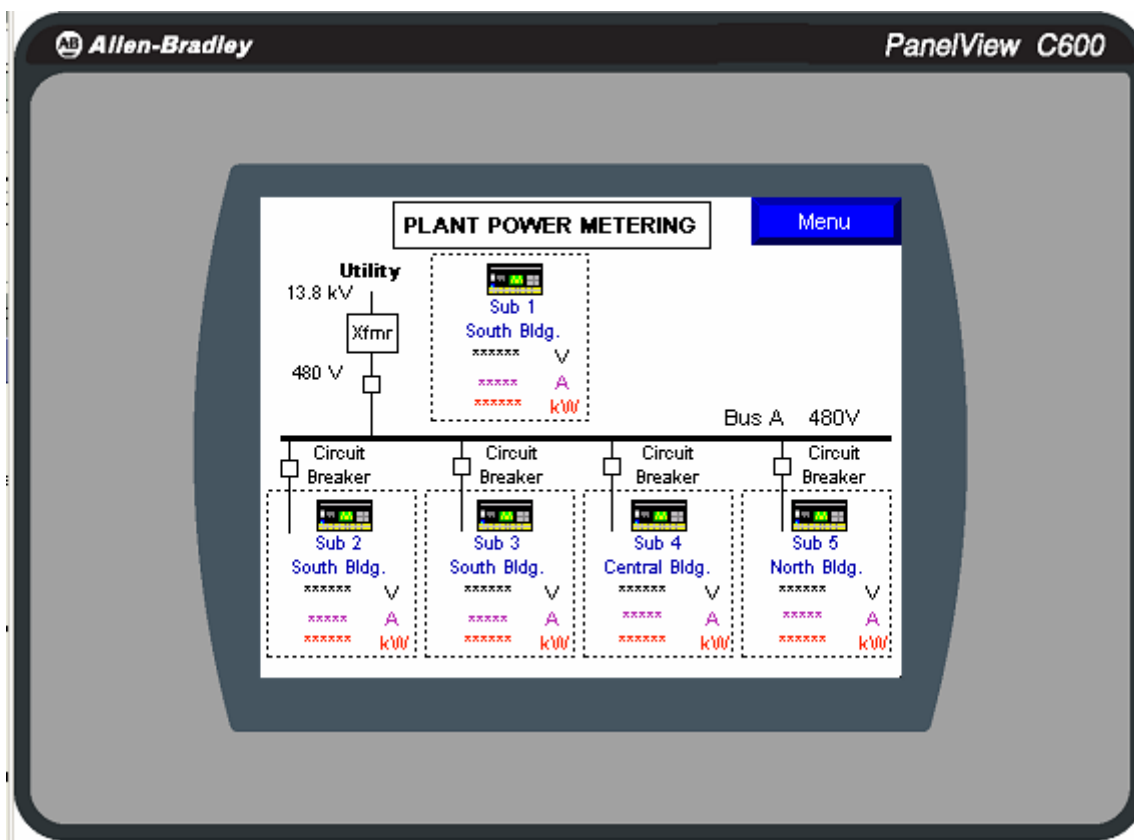 AB Allen-Bradley
PanelView C600
PLANT POWER METERING
Menu
Utility
13.8 kV
Xfmr
480 V
Sub 1
South Bldg.
****** V
***** A
****** kW
Bus A 480V
Circuit
Breaker
Circuit
Breaker
Circuit
Breaker
Circuit
Breaker
Sub 2
South Bldg.
****** V
***** A
****** kW
Sub 3
South Bldg.
****** V
***** A
****** kW
Sub 4
Central Bldg.
****** V
***** A
****** kW
Sub 5
North Bldg.
****** V
***** A
****** kW